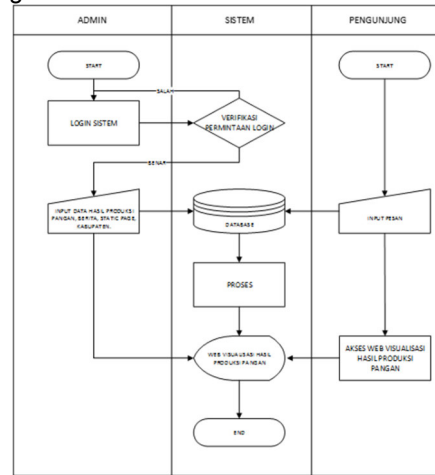 g
ADMIN
SISTEM
PENGUNJUNG
START
START
SALAH
LOGIN SISTEM
VERIFIKASI
PERMINTAAN LOGIN
BENAR
INPUT DATA HASIL PRODUKSI
PANGAN, BERITA, STATIC PAGE,
KABUPATEN.
DATABASE
INPUT PESAN
PROSES
WEB VISUALISASI HASIL
PRODUKSI PANGAN
AKSES WEB VISUALISASI
HASIL PRODUKSI
PANGAN
END